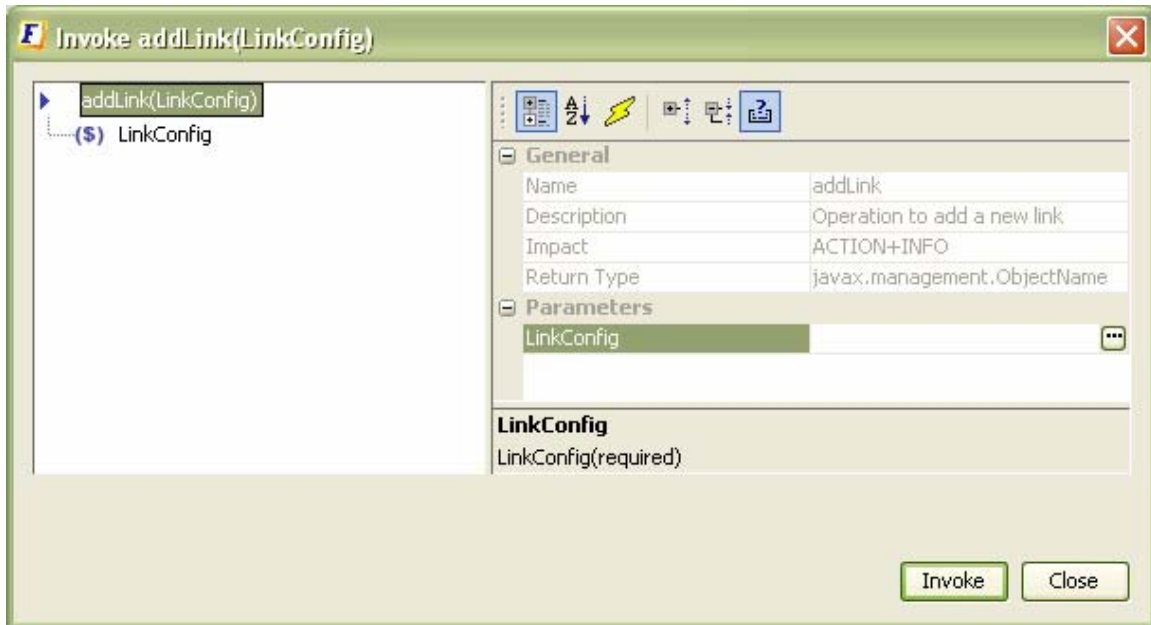 Invoke addLink(LinkConfig)
addLink(LinkConfig)
($) LinkConfig
General
Name addLink
Description Operation to add a new link
Impact ACTION+INFO
Return Type javax.management.ObjectName
Parameters
LinkConfig
LinkConfig
LinkConfig(required)
Invoke Close